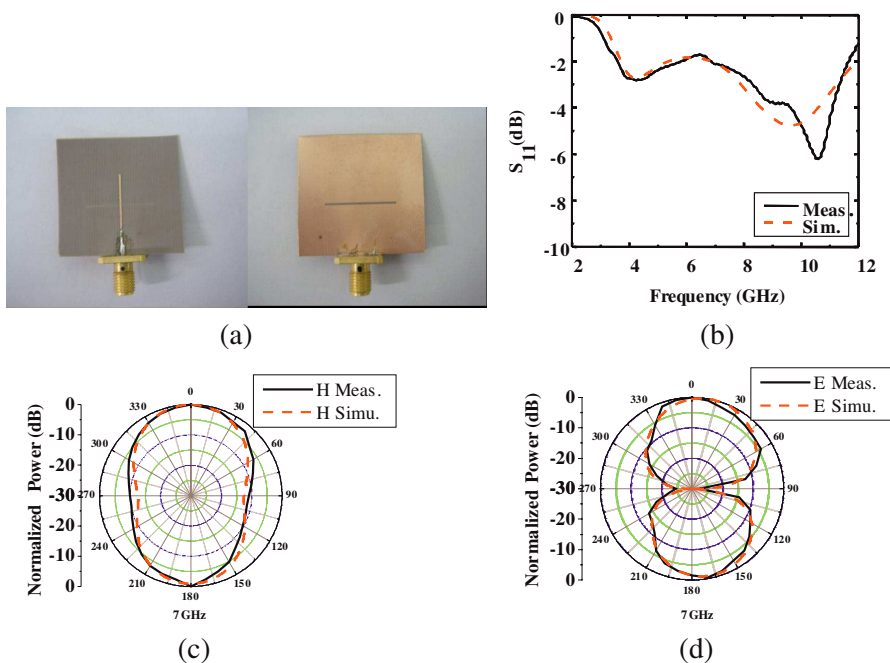 0
-2
-4
-6
-8
-10
S11(dB)
Meas.
Sim.
2 4 6 8 10 12
Frequency (GHz)
(a) (b)
H Meas.
H Simu.
Normalized Power (dB)
0
-10
-20
-30
-20
-10
0
0
30
60
90
120
150
180
210
240
270
300
330
7 GHz
(c)
E Meas.
E Simu.
Normalized Power (dB)
0
-10
-20
-30
-20
-10
0
0
30
60
90
120
150
180
210
240
270
300
330
7 GHz
(d)